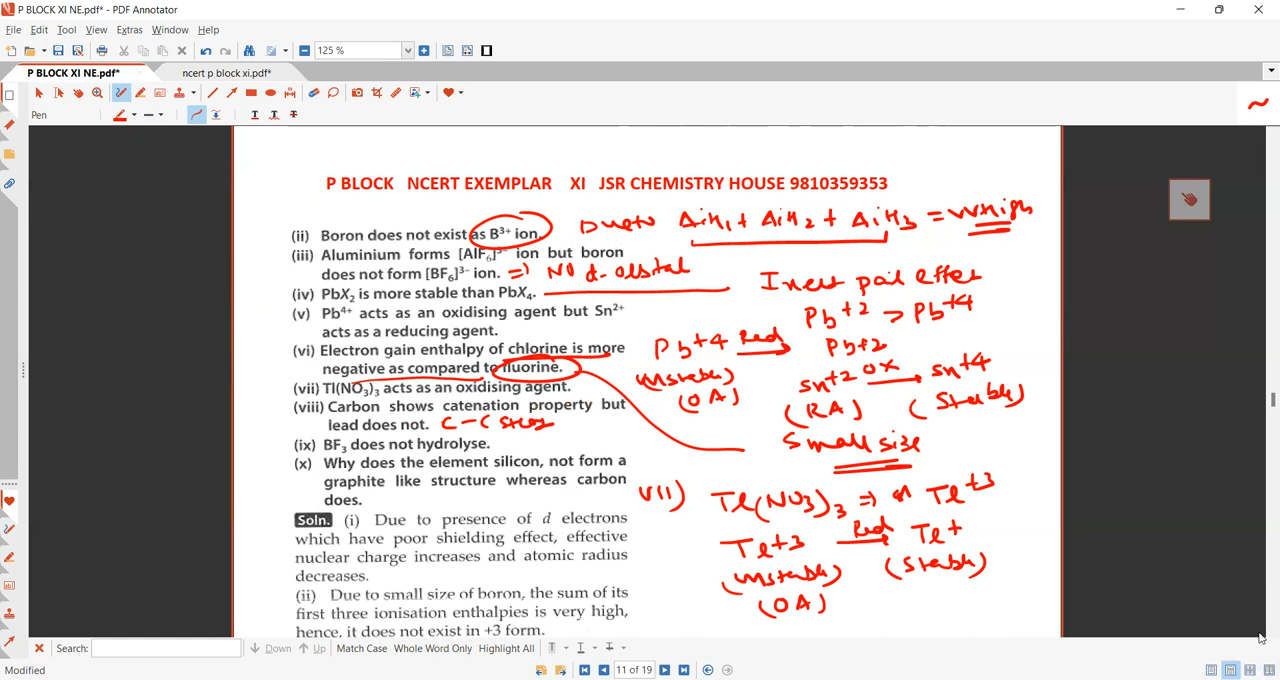 P BLOCK XI NE.pdf* - PDF Annotator
File Edit Tool View Extras Window Help
125 %
P BLOCK XI NE.pdf* ncert p block xi.pdf*
Pen
P BLOCK NCERT EXEMPLAR XI JSR CHEMISTRY HOUSE 9810359353
(ii) Boron does not exist as B³⁺ ion. Due to ΔiH1 + ΔiH2 + ΔiH3 = V V High
(iii) Aluminium forms [AlF₆]³⁻ ion but boron
does not form [BF₆]³⁻ ion. => No d-orbital
(iv) PbX₂ is more stable than PbX₄. Inert pair effect
Pb+2 > Pb+4
(v) Pb⁴⁺ acts as an oxidising agent but Sn²⁺
acts as a reducing agent.
Pb+4 Red Pb+2
(Unstable)
(OA)
Sn+2 OX Sn+4
(RA) (Stable)
(vi) Electron gain enthalpy of chlorine is more
negative as compared to fluorine.
Small size
(vii) Tl(NO₃)₃ acts as an oxidising agent.
(viii) Carbon shows catenation property but
lead does not. C-C strong
(ix) BF₃ does not hydrolyse.
(x) Why does the element silicon, not form a
graphite like structure whereas carbon
does.
VII) Tl(NO3)3 => Tl+3
Tl+3 Red Tl+
(Unstable) (Stable)
(OA)
Soln. (i) Due to presence of d electrons
which have poor shielding effect, effective
nuclear charge increases and atomic radius
decreases.
(ii) Due to small size of boron, the sum of its
first three ionisation enthalpies is very high,
hence, it does not exist in +3 form.
Search: Down Up Match Case Whole Word Only Highlight All
Modified 11 of 19